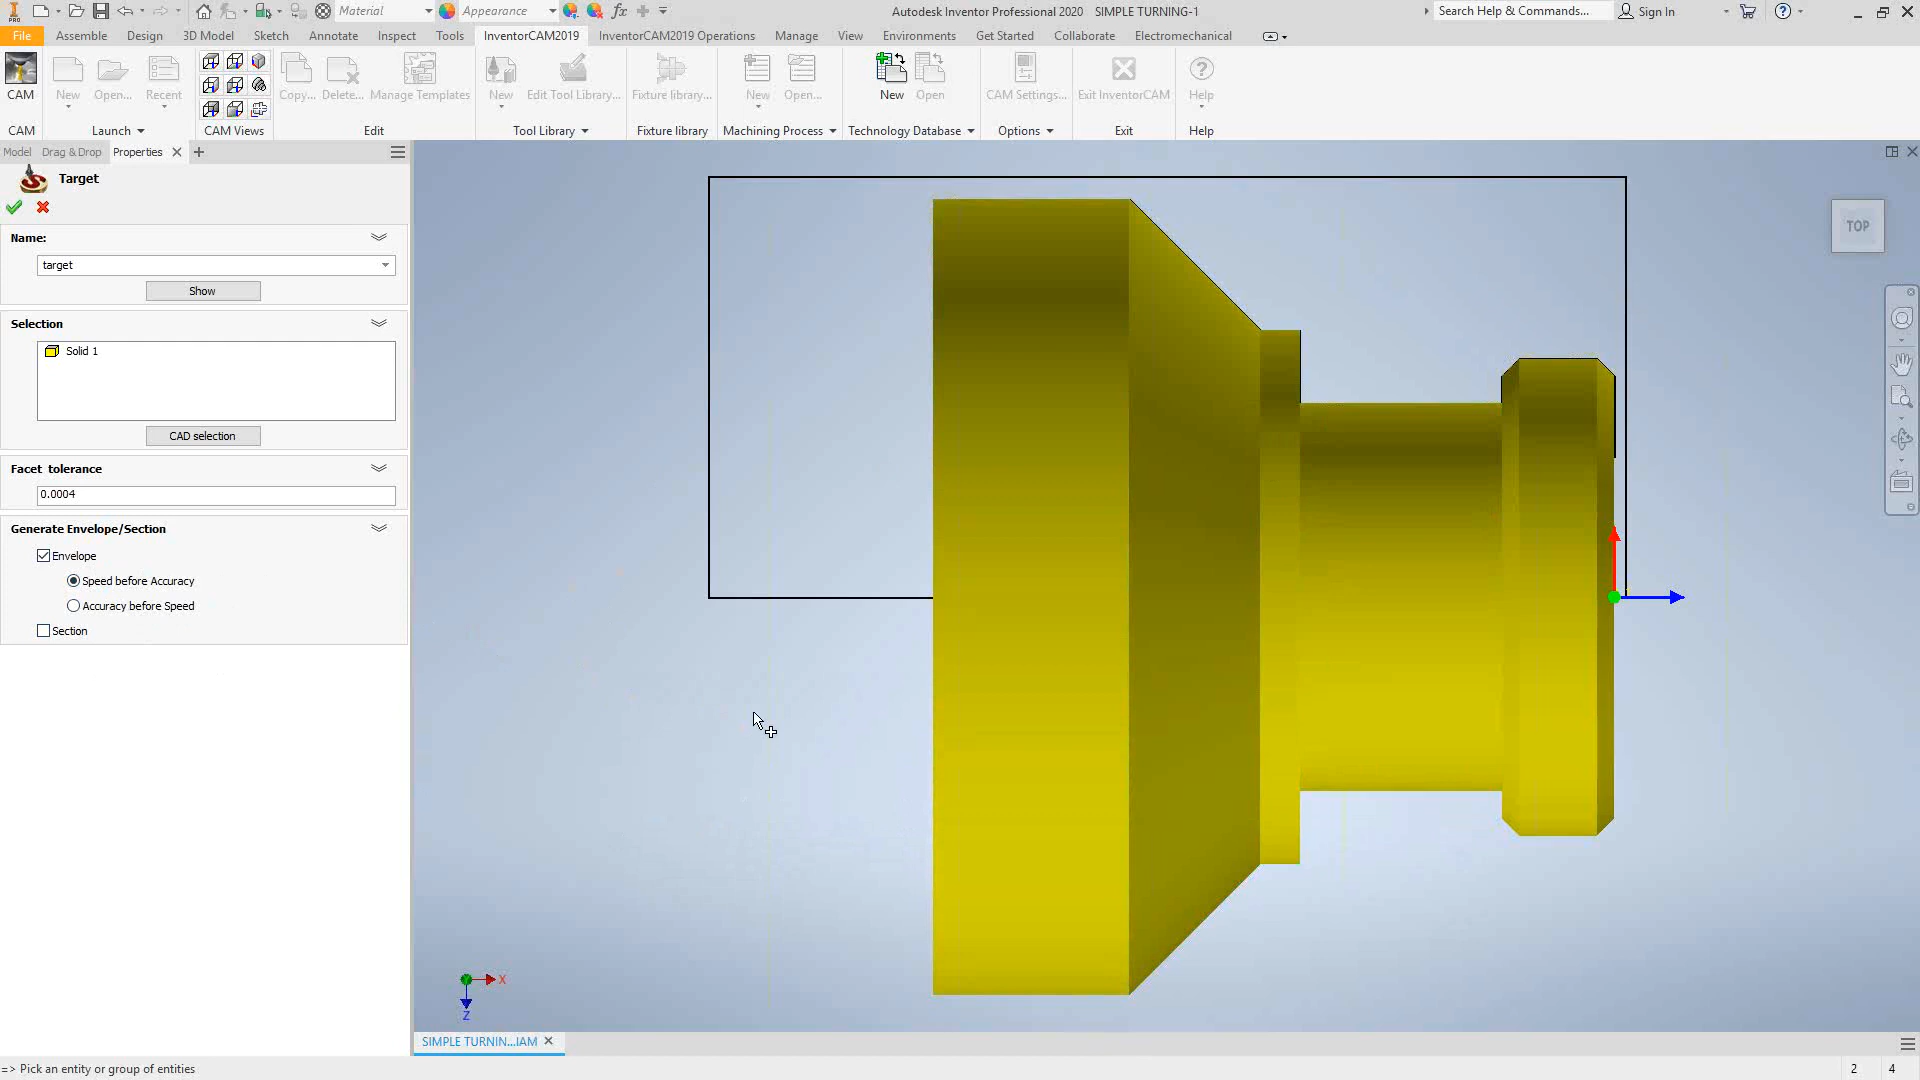 Material
Appearance
Autodesk Inventor Professional 2020 SIMPLE TURNING-1
Search Help & Commands...
Sign In
File Assemble Design 3D Model Sketch Annotate Inspect Tools InventorCAM2019 InventorCAM2019 Operations Manage View Environments Get Started Collaborate Electromechanical
CAM New Open... Recent Copy... Delete... Manage Templates New Edit Tool Library... Fixture library... New Open... New Open CAM Settings... Exit InventorCAM Help
CAM Launch CAM Views Edit Tool Library Fixture library Machining Process Technology Database Options Exit Help
Model Drag & Drop Properties
Target
Name:
target
Show
Selection
Solid 1
CAD selection
Facet tolerance
0.0004
Generate Envelope/Section
Envelope
Speed before Accuracy
Accuracy before Speed
Section
TOP
X
Z
SIMPLE TURNIN...IAM
=> Pick an entity or group of entities
2 4